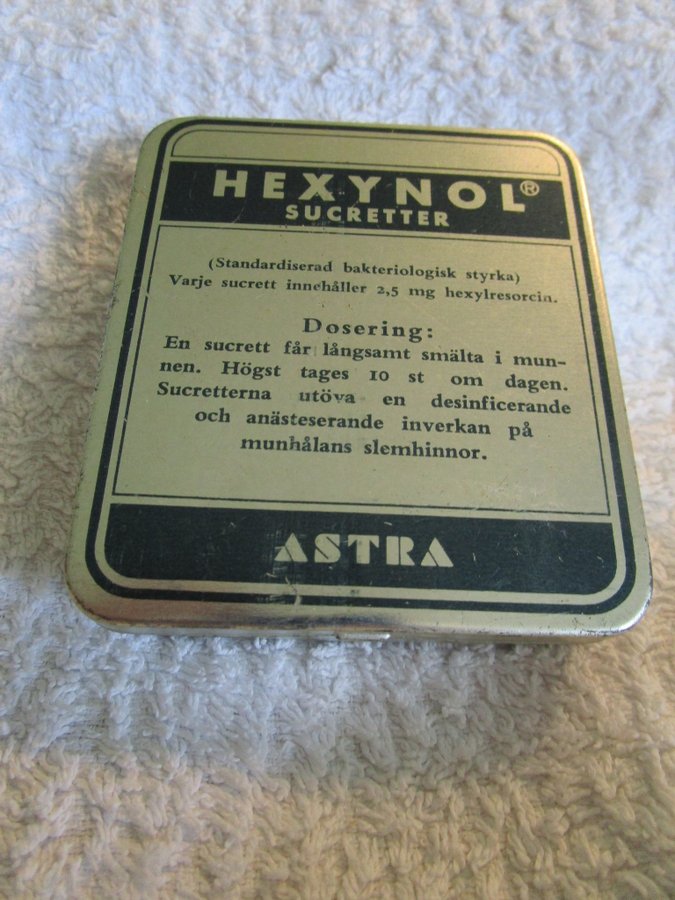 HEXYNOL®
SUCRETTER
(Standardiserad bakteriologisk styrka)
Varje sucrett innehåller 2,5 mg hexylresorcin.
Dosering:
En sucrett får långsamt smälta i mun-
nen. Högst tages 10 st om dagen.
Sucretterna utöva en desinficerande
och anästeserande inverkan på
munhålans slemhinnor.
ASTRA